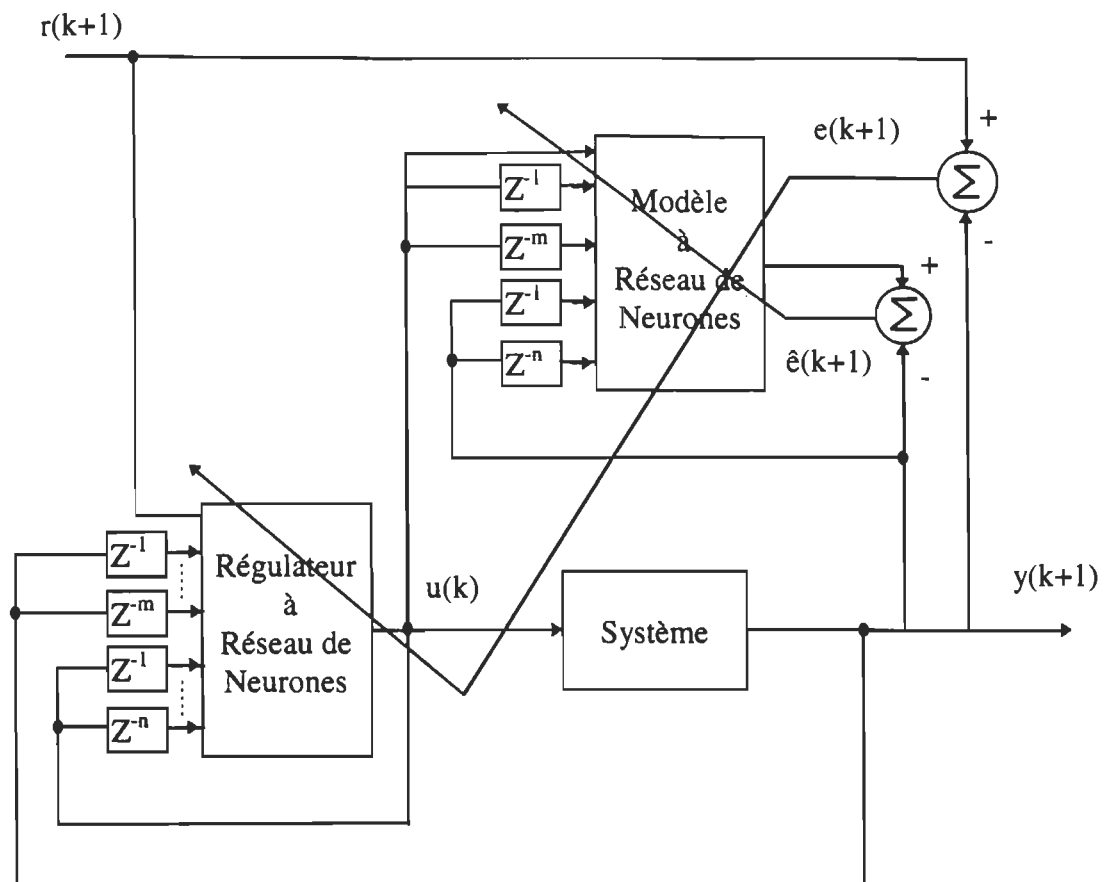 r(k+1)
e(k+1)
+
Σ
-
Z⁻¹
Z⁻ᵐ
Z⁻¹
Z⁻ⁿ
Modèle
à
Réseau de
Neurones
+
Σ
ê(k+1)
-
Z⁻¹
Z⁻ᵐ
Z⁻¹
Z⁻ⁿ
Régulateur
à
Réseau de
Neurones
u(k)
Système
y(k+1)